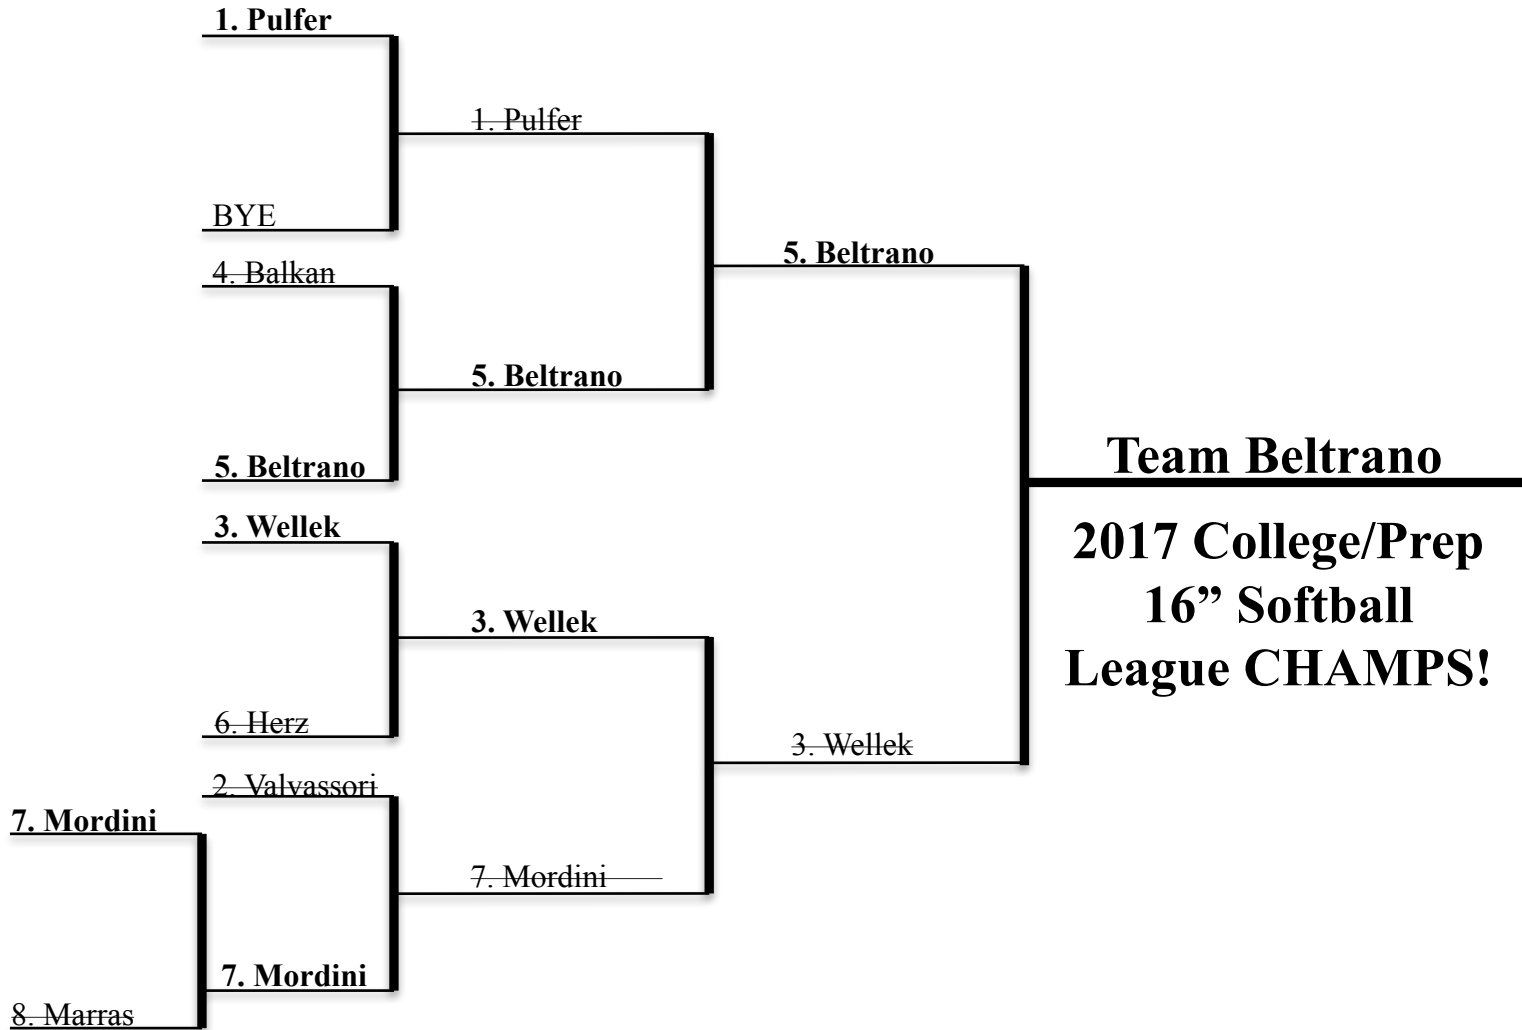 1. Pulfer
1. Pulfer
BYE
5. Beltrano
4. Balkan
5. Beltrano
Team Beltrano
5. Beltrano
3. Wellek
2017 College/Prep
16” Softball
League CHAMPS!
3. Wellek
6. Herz
3. Wellek
2. Valvassori
7. Mordini
7. Mordini
7. Mordini
8. Marras